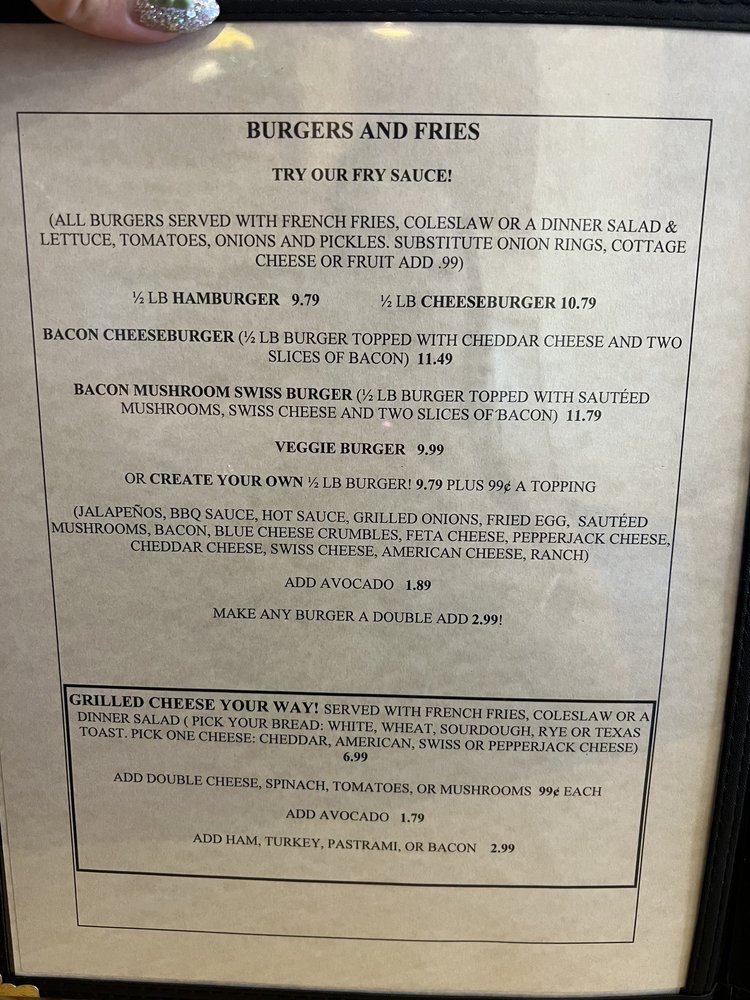 BURGERS AND FRIES
TRY OUR FRY SAUCE!
(ALL BURGERS SERVED WITH FRENCH FRIES, COLESLAW OR A DINNER SALAD &
LETTUCE, TOMATOES, ONIONS AND PICKLES. SUBSTITUTE ONION RINGS, COTTAGE
CHEESE OR FRUIT ADD .99)
½ LB HAMBURGER 9.79 ½ LB CHEESEBURGER 10.79
BACON CHEESEBURGER (½ LB BURGER TOPPED WITH CHEDDAR CHEESE AND TWO
SLICES OF BACON) 11.49
BACON MUSHROOM SWISS BURGER (½ LB BURGER TOPPED WITH SAUTÉED
MUSHROOMS, SWISS CHEESE AND TWO SLICES OF BACON) 11.79
VEGGIE BURGER 9.99
OR CREATE YOUR OWN ½ LB BURGER! 9.79 PLUS 99¢ A TOPPING
(JALAPEÑOS, BBQ SAUCE, HOT SAUCE, GRILLED ONIONS, FRIED EGG, SAUTÉED
MUSHROOMS, BACON, BLUE CHEESE CRUMBLES, FETA CHEESE, PEPPERJACK CHEESE,
CHEDDAR CHEESE, SWISS CHEESE, AMERICAN CHEESE, RANCH)
ADD AVOCADO 1.89
MAKE ANY BURGER A DOUBLE ADD 2.99!
GRILLED CHEESE YOUR WAY! SERVED WITH FRENCH FRIES, COLESLAW OR A
DINNER SALAD ( PICK YOUR BREAD: WHITE, WHEAT, SOURDOUGH, RYE OR TEXAS
TOAST. PICK ONE CHEESE: CHEDDAR, AMERICAN, SWISS OR PEPPERJACK CHEESE)
6.99
ADD DOUBLE CHEESE, SPINACH, TOMATOES, OR MUSHROOMS 99¢ EACH
ADD AVOCADO 1.79
ADD HAM, TURKEY, PASTRAMI, OR BACON 2.99